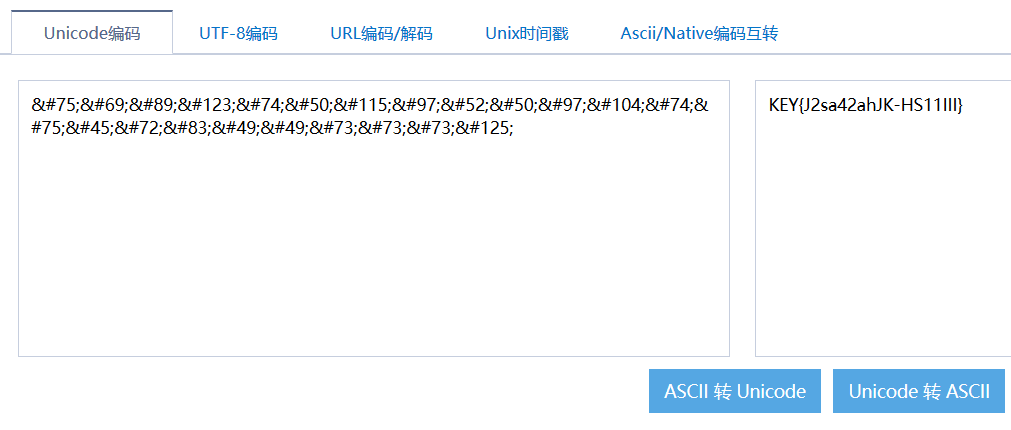 Unicode编码 UTF-8编码 URL编码/解码 Unix时间戳 Ascii/Native编码互转
&#75;&#69;&#89;&#123;&#74;&#50;&#115;&#97;&#52;&#50;&#97;&#104;&#74;&#
75;&#45;&#72;&#83;&#49;&#49;&#73;&#73;&#73;&#125;
KEY{J2sa42ahJK-HS11III}
ASCII 转 Unicode Unicode 转 ASCII